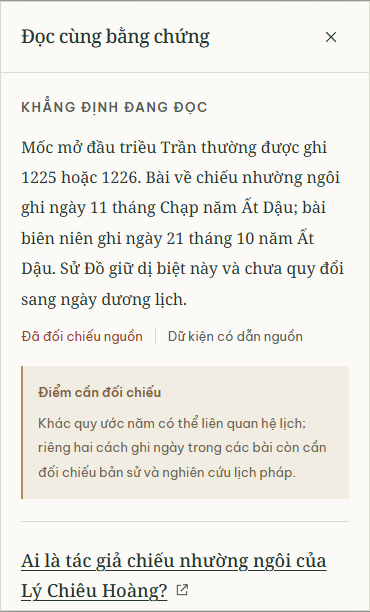 Đọc cùng bằng chứng
KHẲNG ĐỊNH ĐANG ĐỌC
Mốc mở đầu triều Trần thường được ghi
1225 hoặc 1226. Bài về chiếu nhường ngôi
ghi ngày 11 tháng Chạp năm Ất Dậu; bài
biên niên ghi ngày 21 tháng 10 năm Ất
Dậu. Sử Đồ giữ dị biệt này và chưa quy đổi
sang ngày dương lịch.
Đã đối chiếu nguồn Dữ kiện có dẫn nguồn
Điểm cần đối chiếu
Khác quy ước năm có thể liên quan hệ lịch;
riêng hai cách ghi ngày trong các bài còn cần
đối chiếu bản sử và nghiên cứu lịch pháp.
Ai là tác giả chiếu nhường ngôi của
Lý Chiêu Hoàng?